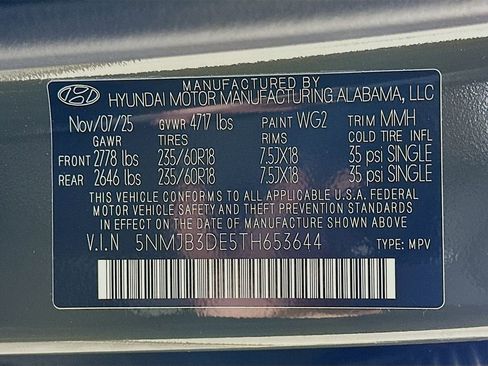 MANUFACTURED BY
HYUNDAI MOTOR MANUFACTURING ALABAMA, LLC
Nov/07/25 GVWR 4717 lbs PAINT WG2 TRIM MMH
GAWR TIRES RIMS COLD TIRE INFL
FRONT 2778 lbs 235/60R18 7.5JX18 35 psi SINGLE
REAR 2646 lbs 235/60R18 7.5JX18 35 psi SINGLE
THIS VEHICLE CONFORMS TO ALL APPLICABLE U.S.A. FEDERAL
MOTOR VEHICLE SAFETY AND THEFT PREVENTION STANDARDS
IN EFFECT ON THE DATE OF MANUFACTURE SHOWN ABOVE
V.I.N 5NMJB3DE5TH653644 TYPE: MPV